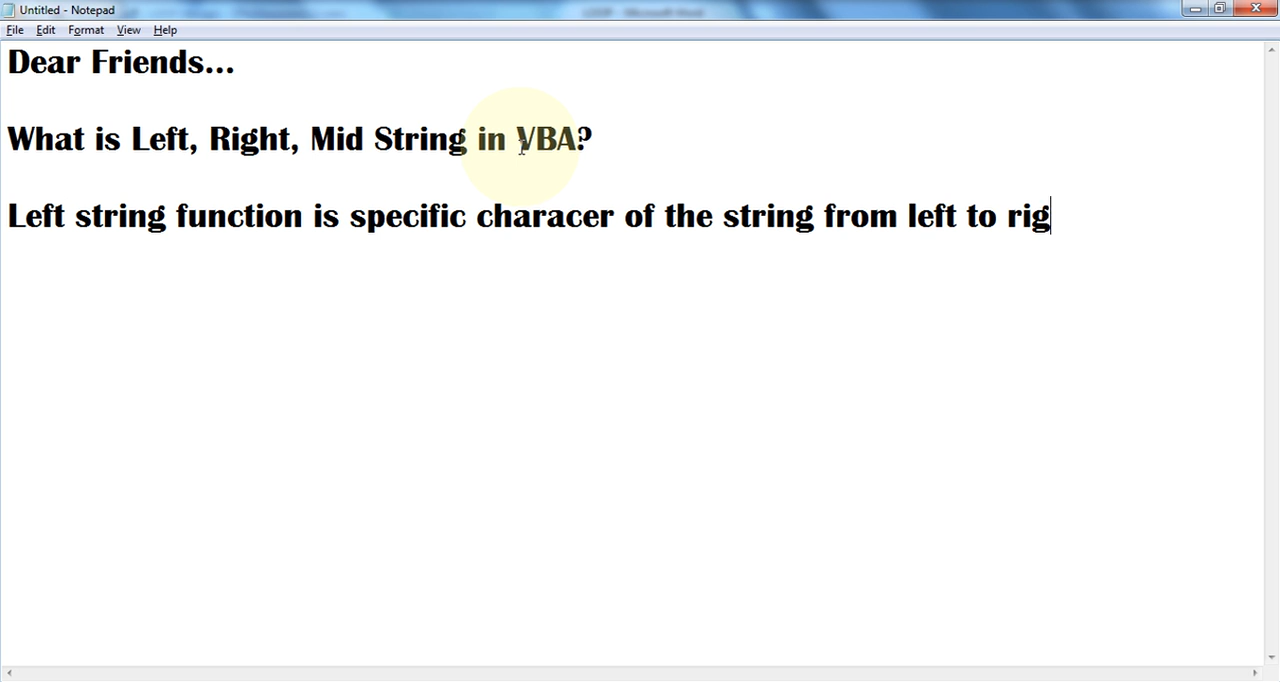 Untitled - Notepad
File Edit Format View Help
Dear Friends...
What is Left, Right, Mid String in VBA?
Left string function is specific characer of the string from left to rig